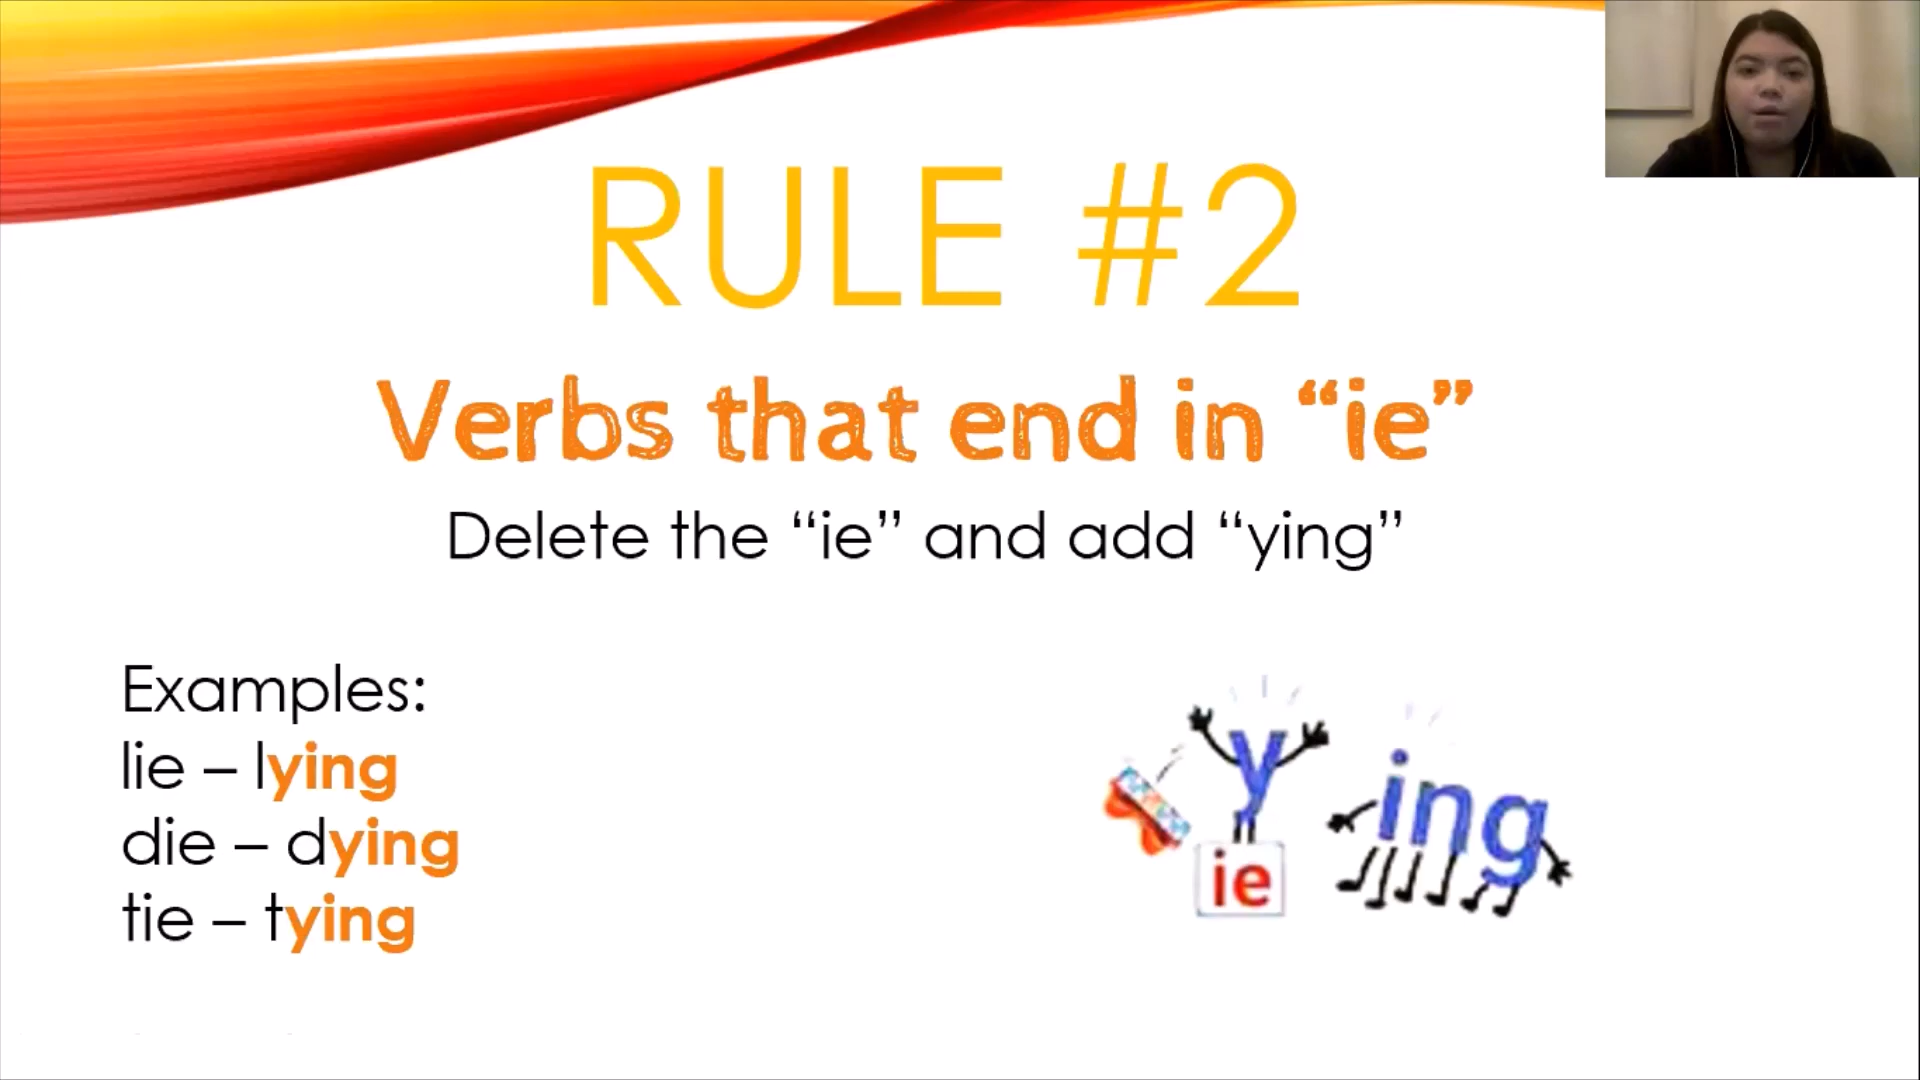 RULE #2
Verbs that end in “ie”
Delete the “ie” and add “ying”
Examples:
lie – lying
die – dying
tie – tying
y ing
ie